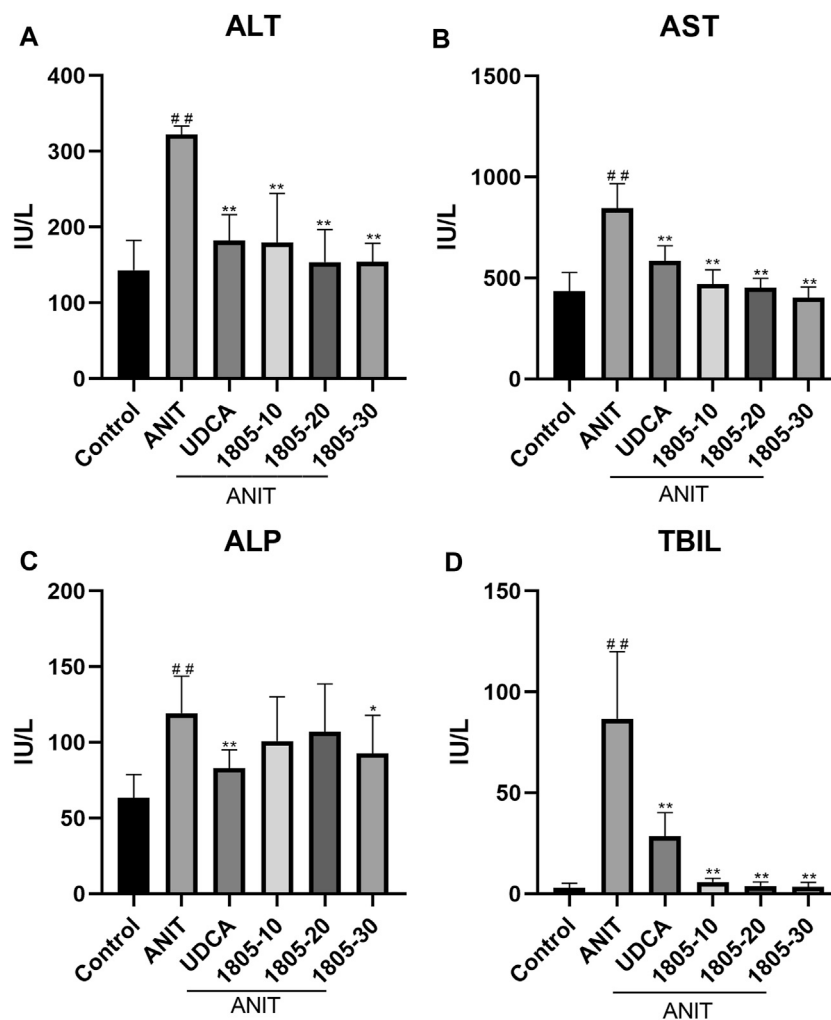 A
ALT
400
300
200
100
0
IU/L
# #
**
**
**
**
Control
ANIT
UDCA
1805-10
1805-20
1805-30
ANIT
B
AST
1500
1000
500
0
IU/L
# #
**
**
**
**
Control
ANIT
UDCA
1805-10
1805-20
1805-30
ANIT
C
ALP
200
150
100
50
0
IU/L
# #
**
*
Control
ANIT
UDCA
1805-10
1805-20
1805-30
ANIT
D
TBIL
150
100
50
0
IU/L
# #
**
**
**
**
Control
ANIT
UDCA
1805-10
1805-20
1805-30
ANIT